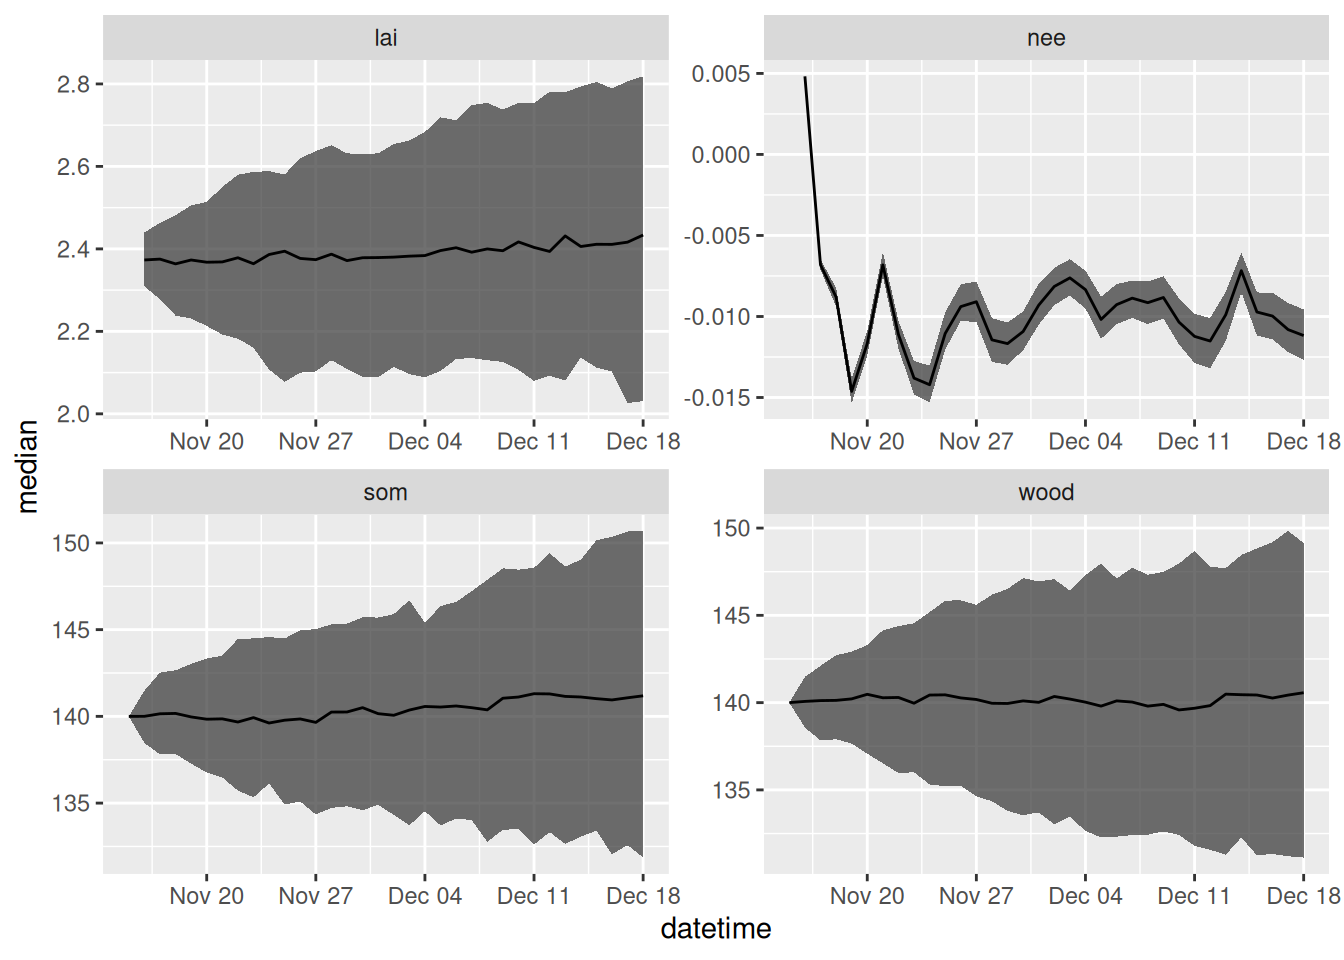 lai
nee
2.8
2.6
2.4
2.2
2.0
0.005
0.000
-0.005
-0.010
-0.015
Nov 20 Nov 27 Dec 04 Dec 11 Dec 18
Nov 20 Nov 27 Dec 04 Dec 11 Dec 18
median
som
wood
150
145
140
135
150
145
140
135
Nov 20 Nov 27 Dec 04 Dec 11 Dec 18
Nov 20 Nov 27 Dec 04 Dec 11 Dec 18
datetime